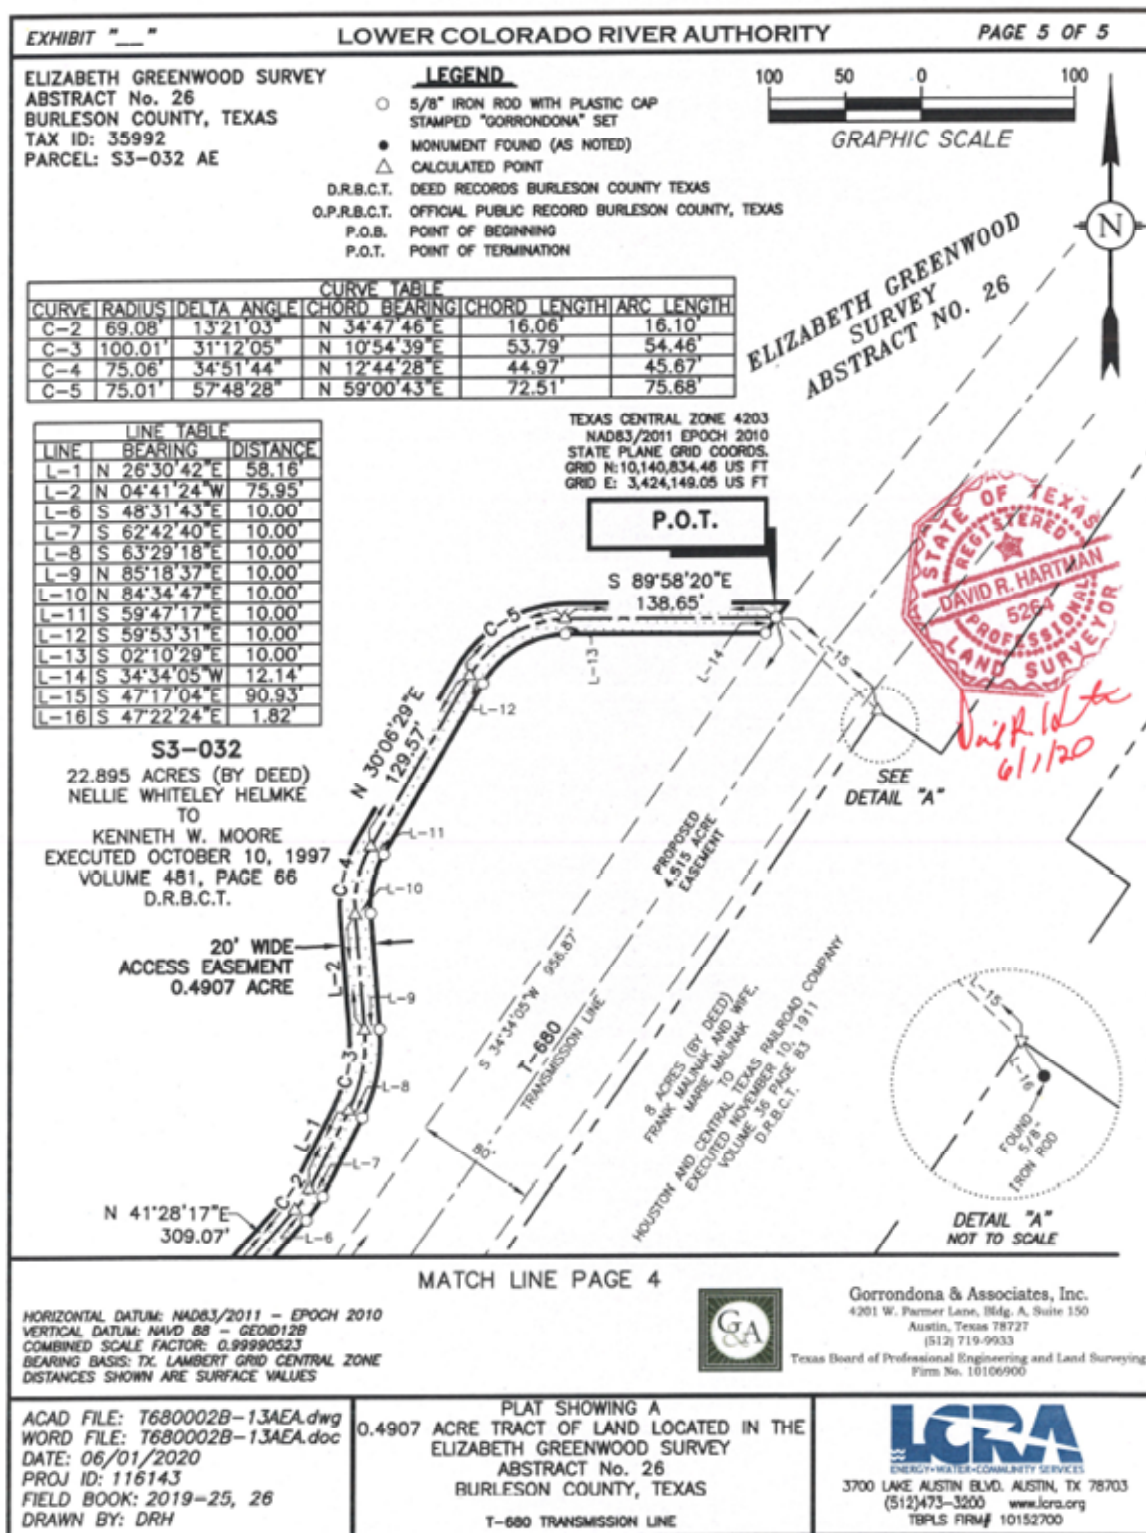 EXHIBIT "___"
LOWER COLORADO RIVER AUTHORITY
PAGE 5 OF 5
ELIZABETH GREENWOOD SURVEY
ABSTRACT No. 26
BURLESON COUNTY, TEXAS
TAX ID: 35992
PARCEL: S3-032 AE
LEGEND
5/8" IRON ROD WITH PLASTIC CAP
STAMPED "GORRONDONA" SET
MONUMENT FOUND (AS NOTED)
CALCULATED POINT
D.R.B.C.T. DEED RECORDS BURLESON COUNTY TEXAS
O.P.R.B.C.T. OFFICIAL PUBLIC RECORD BURLESON COUNTY, TEXAS
P.O.B. POINT OF BEGINNING
P.O.T. POINT OF TERMINATION
100 50 0 100
GRAPHIC SCALE
N
ELIZABETH GREENWOOD
SURVEY
ABSTRACT NO. 26
CURVE TABLE
CURVE RADIUS DELTA ANGLE CHORD BEARING CHORD LENGTH ARC LENGTH
C-2 69.08' 13°21'03" N 34°47'46"E 16.06' 16.10'
C-3 100.01' 31°12'05" N 10°54'39"E 53.79' 54.46'
C-4 75.06' 34°51'44" N 12°44'28"E 44.97' 45.67'
C-5 75.01' 57°48'28" N 59°00'43"E 72.51' 75.68'
LINE TABLE
LINE BEARING DISTANCE
L-1 N 26°30'42"E 58.16'
L-2 N 04°41'24"W 75.95'
L-6 S 48°31'43"E 10.00'
L-7 S 62°42'40"E 10.00'
L-8 S 63°29'18"E 10.00'
L-9 N 85°18'37"E 10.00'
L-10 N 84°34'47"E 10.00'
L-11 S 59°47'17"E 10.00'
L-12 S 59°53'31"E 10.00'
L-13 S 02°10'29"E 10.00'
L-14 S 34°34'05"W 12.14'
L-15 S 47°17'04"E 90.93'
L-16 S 47°22'24"E 1.82'
TEXAS CENTRAL ZONE 4203
NAD83/2011 EPOCH 2010
STATE PLANE GRID COORDS.
GRID N:10,140,834.46 US FT
GRID E: 3,424,149.05 US FT
P.O.T.
S 89°58'20"E
138.65'
STATE OF TEXAS
REGISTERED
DAVID R. HARTMAN
5264
PROFESSIONAL
LAND SURVEYOR
6/1/20
C-5
L-13
L-14
L-15
L-12
N 30°06'29"E
129.57'
SEE
DETAIL "A"
S3-032
22.895 ACRES (BY DEED)
NELLIE WHITELEY HELMKE
TO
KENNETH W. MOORE
EXECUTED OCTOBER 10, 1997
VOLUME 481, PAGE 66
D.R.B.C.T.
L-11
C-4
L-10
PROPOSED
4.515 ACRE
EASEMENT
20' WIDE
ACCESS EASEMENT
0.4907 ACRE
L-2
L-9
S 34°34'05"W 956.87'
T-680
TRANSMISSION LINE
8 ACRES (BY DEED)
FRANK MALINAK AND WIFE,
MARIE MALINAK
TO
HOUSTON AND CENTRAL TEXAS RAILROAD COMPANY
EXECUTED NOVEMBER 10, 1911
VOLUME 36 PAGE 83
D.R.B.C.T.
C-3
L-8
L-1
80'
L-7
C-2
L-6
N 41°28'17"E
309.07'
L-15
L-16
FOUND
5/8"
IRON ROD
DETAIL "A"
NOT TO SCALE
MATCH LINE PAGE 4
HORIZONTAL DATUM: NAD83/2011 - EPOCH 2010
VERTICAL DATUM: NAVD 88 - GEOID12B
COMBINED SCALE FACTOR: 0.99990523
BEARING BASIS: TX. LAMBERT GRID CENTRAL ZONE
DISTANCES SHOWN ARE SURFACE VALUES
G&A
Gorrondona & Associates, Inc.
4201 W. Parmer Lane, Bldg. A, Suite 150
Austin, Texas 78727
(512) 719-9933
Texas Board of Professional Engineering and Land Surveying
Firm No. 10106900
ACAD FILE: T680002B-13AEA.dwg
WORD FILE: T680002B-13AEA.doc
DATE: 06/01/2020
PROJ ID: 116143
FIELD BOOK: 2019-25, 26
DRAWN BY: DRH
PLAT SHOWING A
0.4907 ACRE TRACT OF LAND LOCATED IN THE
ELIZABETH GREENWOOD SURVEY
ABSTRACT No. 26
BURLESON COUNTY, TEXAS
T-680 TRANSMISSION LINE
LCRA
ENERGY•WATER•COMMUNITY SERVICES
3700 LAKE AUSTIN BLVD. AUSTIN, TX 78703
(512)473-3200 www.lcra.org
TBPLS FIRM# 10152700